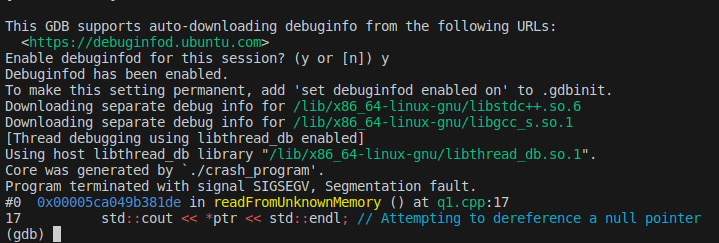 This GDB supports auto-downloading debuginfo from the following URLs:
  <https://debuginfod.ubuntu.com>
Enable debuginfod for this session? (y or [n]) y
Debuginfod has been enabled.
To make this setting permanent, add 'set debuginfod enabled on' to .gdbinit.
Downloading separate debug info for /lib/x86_64-linux-gnu/libstdc++.so.6
Downloading separate debug info for /lib/x86_64-linux-gnu/libgcc_s.so.1
[Thread debugging using libthread_db enabled]
Using host libthread_db library "/lib/x86_64-linux-gnu/libthread_db.so.1".
Core was generated by `./crash_program'.
Program terminated with signal SIGSEGV, Segmentation fault.
#0  0x00005ca049b381de in readFromUnknownMemory () at q1.cpp:17
17          std::cout << *ptr << std::endl; // Attempting to dereference a null pointer
(gdb)